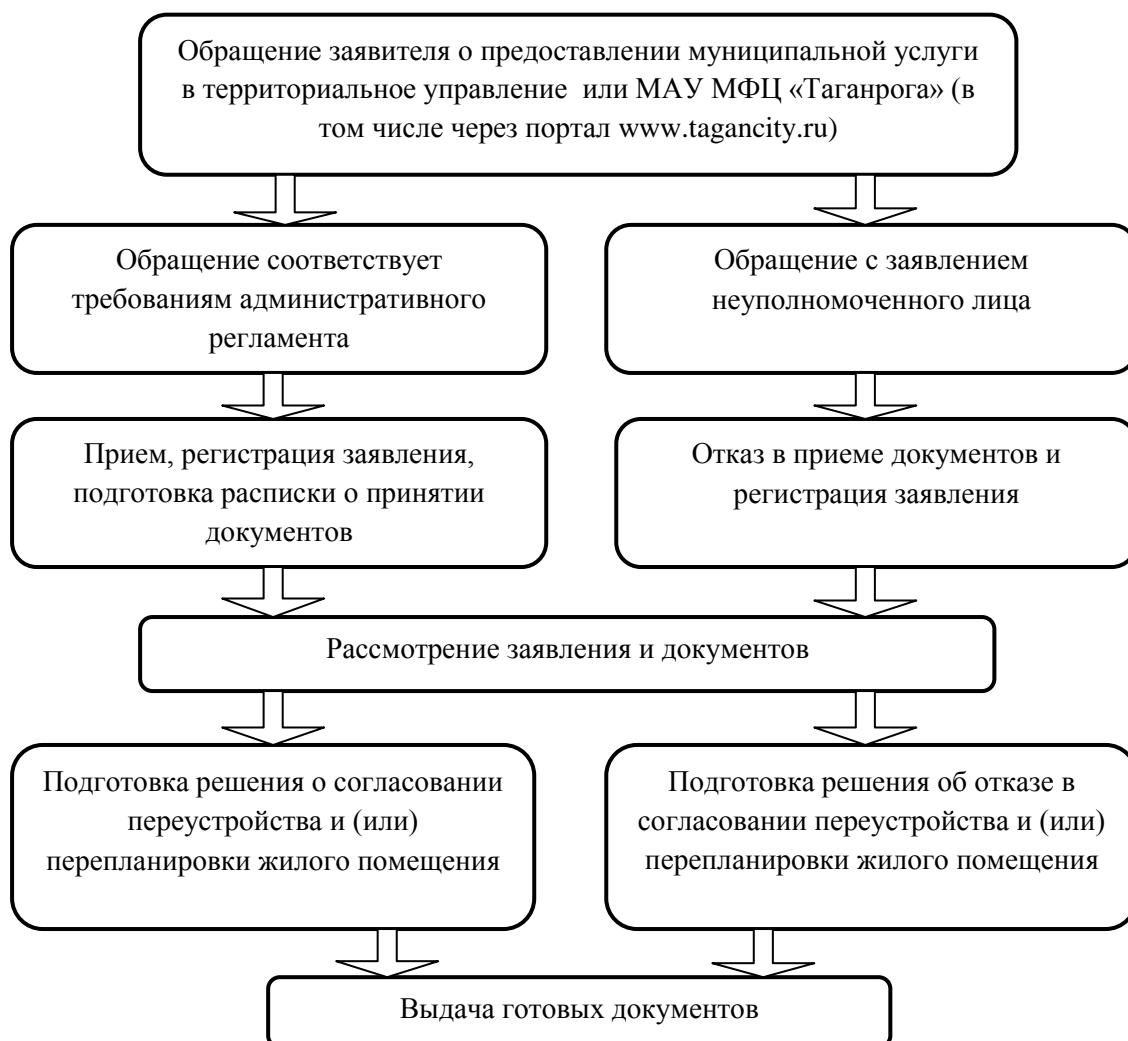 Обращение заявителя о предоставлении муниципальной услуги
в территориальное управление или МАУ МФЦ «Таганрога» (в
том числе через портал www.tagancity.ru)
Обращение соответствует
требованиям административного
регламента
Обращение с заявлением
неуполномоченного лица
Прием, регистрация заявления,
подготовка расписки о принятии
документов
Отказ в приеме документов и
регистрация заявления
Рассмотрение заявления и документов
Подготовка решения о согласовании
переустройства и (или)
перепланировки жилого помещения
Подготовка решения об отказе в
согласовании переустройства и (или)
перепланировки жилого помещения
Выдача готовых документов